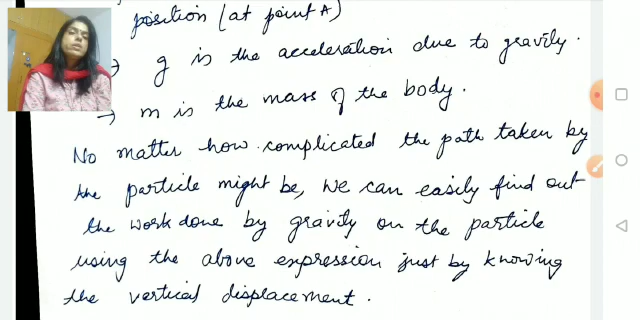 position (at point A)
→ g is the acceleration due to gravity.
→ m is the mass of the body.
No matter how complicated the path taken by
the particle might be, we can easily find out
the work done by gravity on the particle
using the above expression just by knowing
the vertical displacement.